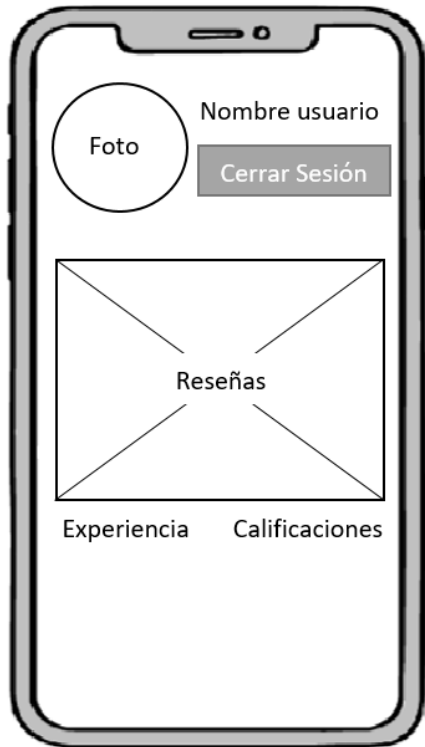 Foto
Nombre usuario
Cerrar Sesión
Reseñas
Experiencia
Calificaciones